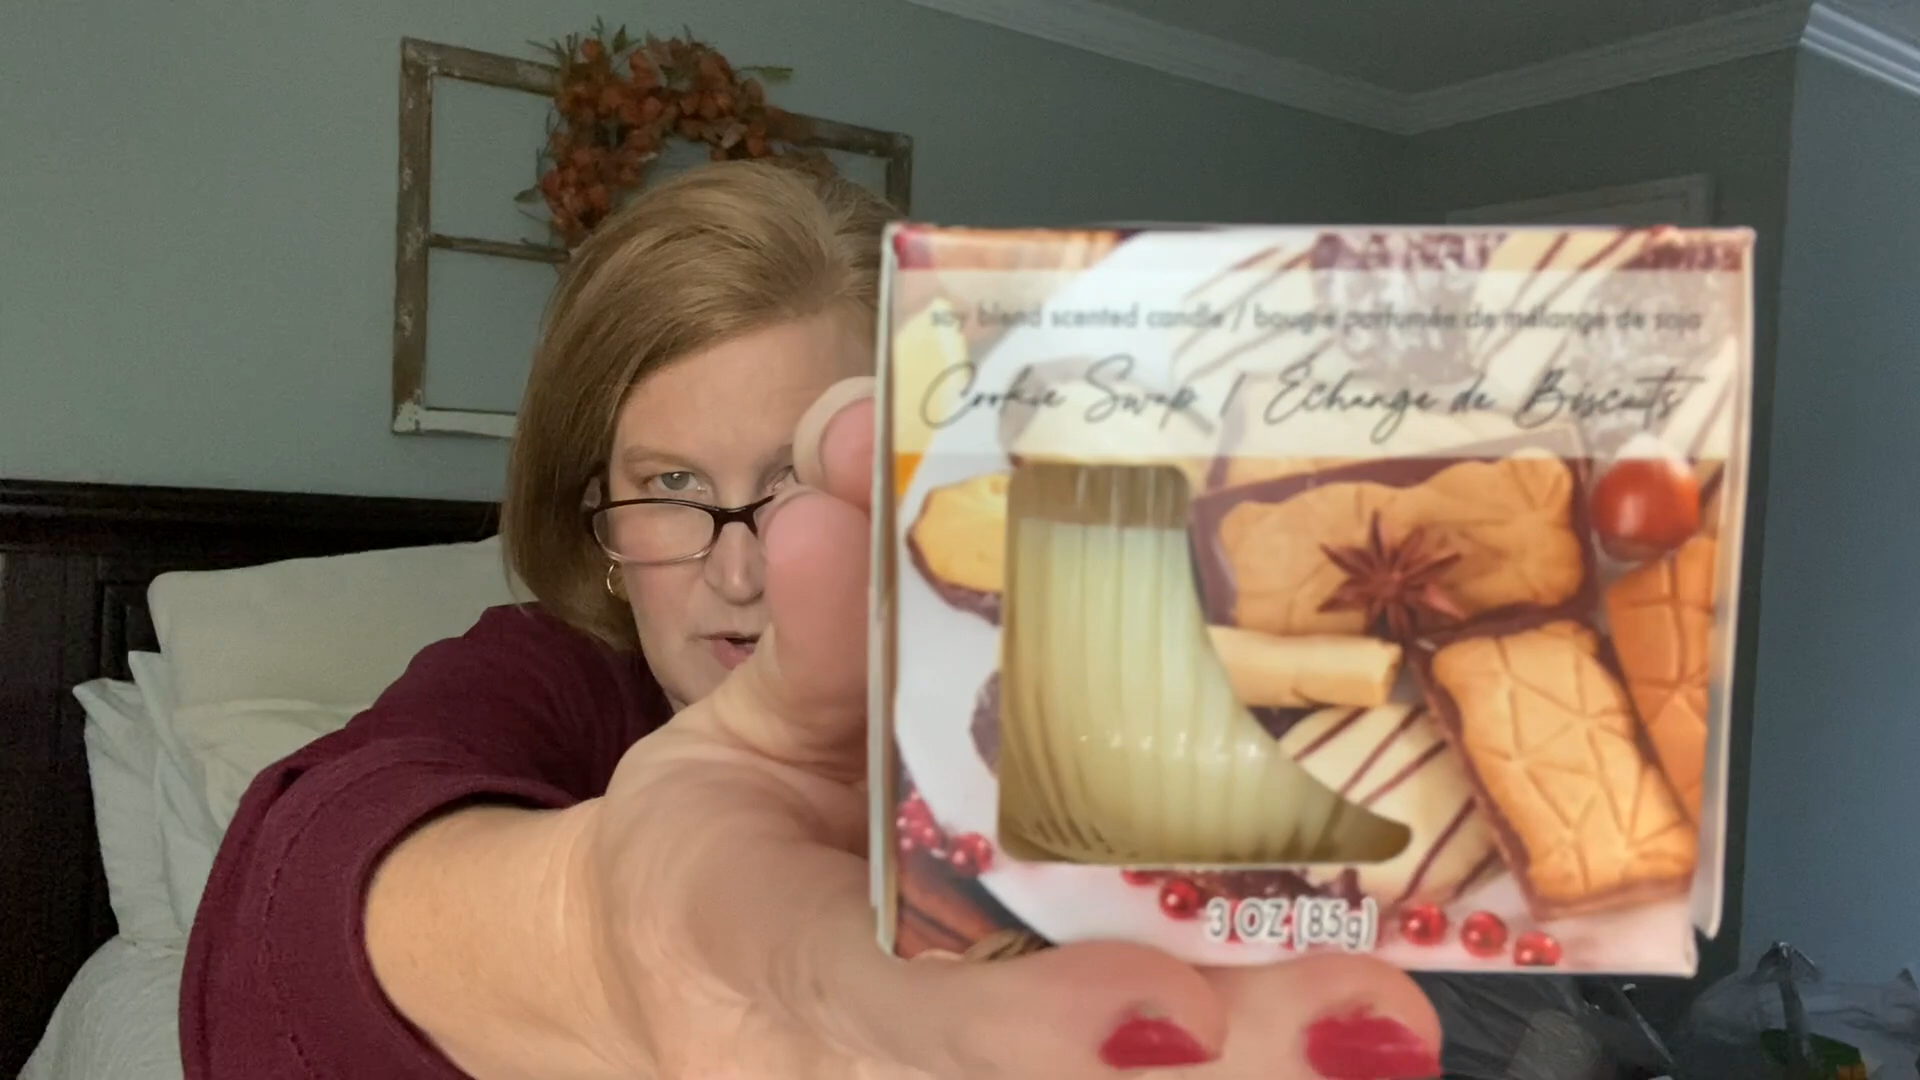 soy blend scented candle / bougie parfumée de mélange de soja
Cookie Swap / Échange de Biscuits
3 OZ (85g)